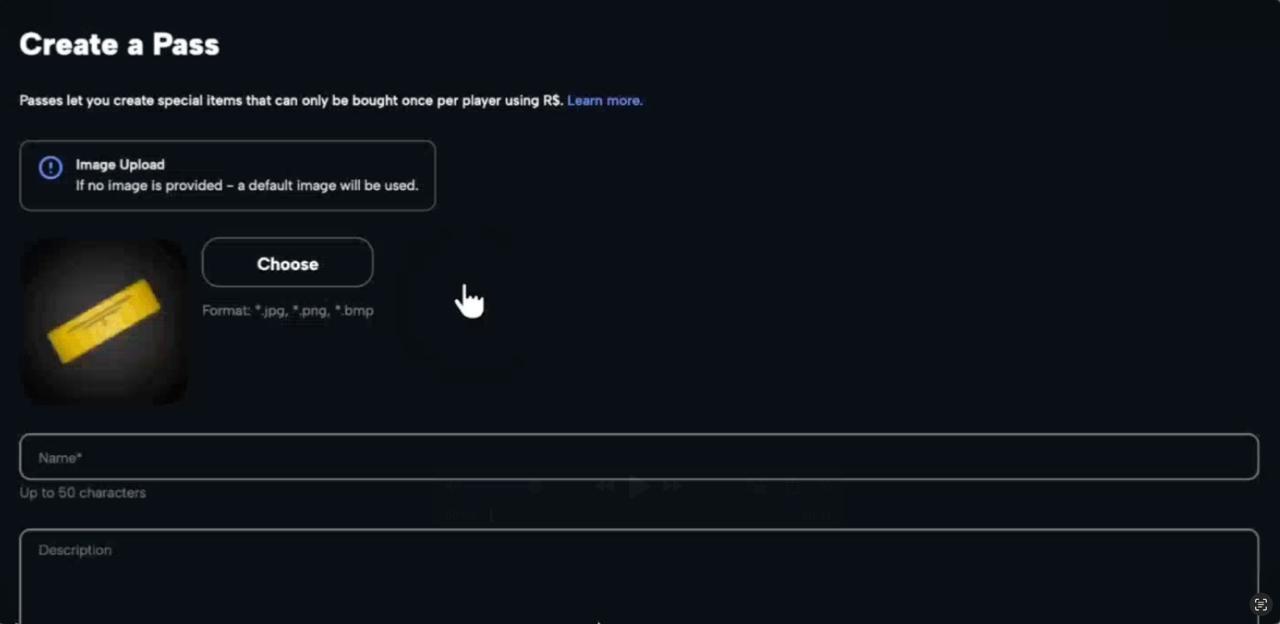 Create a Pass
Passes let you create special items that can only be bought once per player using R$. Learn more.
Image Upload
If no image is provided – a default image will be used.
Choose
Format: *.jpg, *.png, *.bmp
Name*
Up to 50 characters
Description